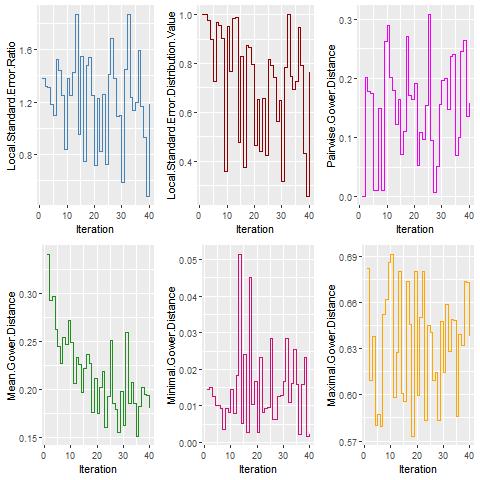 Local.Standard.Error.Ratio
1.6
1.2
0.8
0 10 20 30 40
Iteration
Local.Standard.Error.Distribution.Value
1.0
0.8
0.6
0.4
0 10 20 30 40
Iteration
Pairwise.Gower.Distance
0.3
0.2
0.1
0.0
0 10 20 30 40
Iteration
Mean.Gower.Distance
0.30
0.25
0.20
0.15
0 10 20 30 40
Iteration
Minimal.Gower.Distance
0.05
0.04
0.03
0.02
0.01
0.00
0 10 20 30 40
Iteration
Maximal.Gower.Distance
0.69
0.66
0.63
0.60
0.57
0 10 20 30 40
Iteration